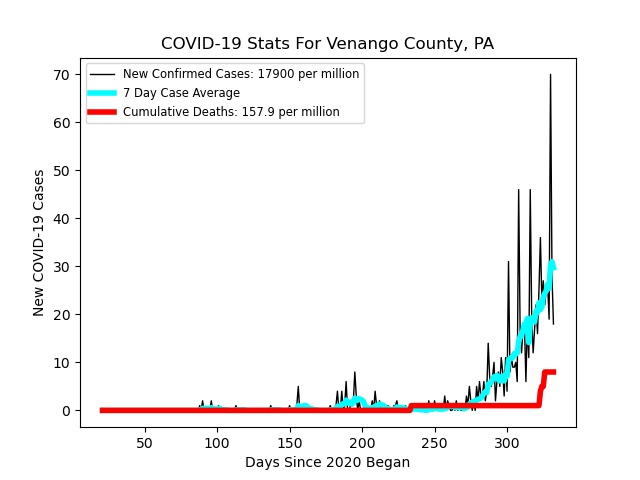 COVID-19 Stats For Venango County, PA
New Confirmed Cases: 17900 per million
7 Day Case Average
Cumulative Deaths: 157.9 per million
New COVID-19 Cases
70
60
50
40
30
20
10
0
50 100 150 200 250 300
Days Since 2020 Began